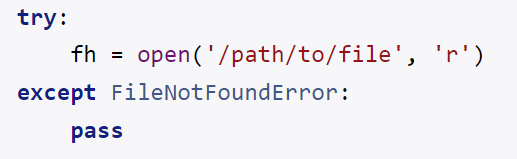 try:
    fh = open('/path/to/file', 'r')
except FileNotFoundError:
    pass